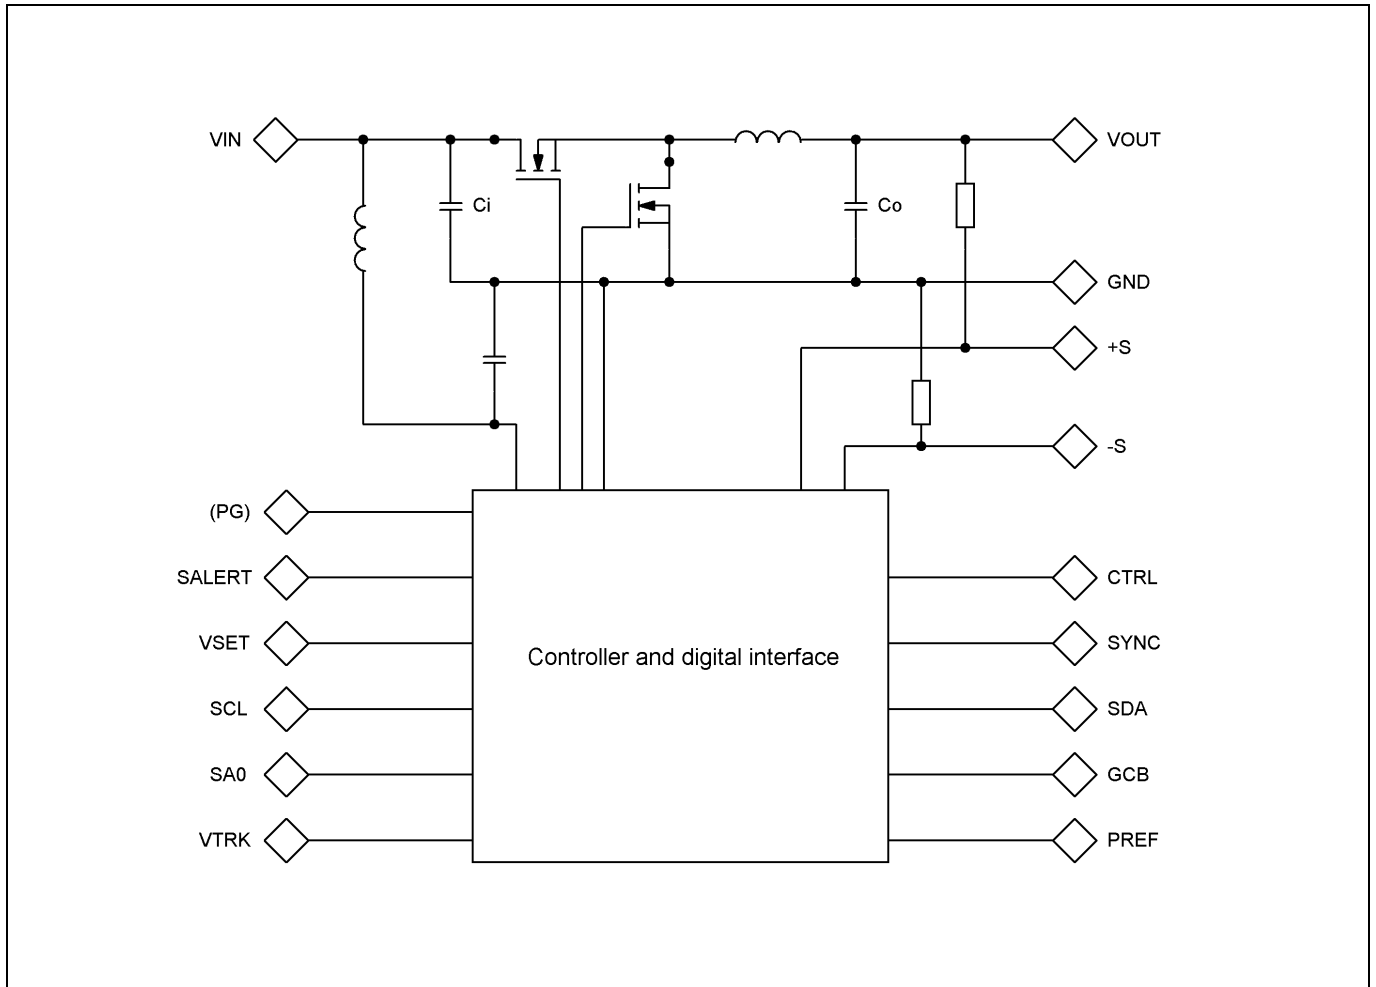 VIN
VOUT
Ci
Co
GND
+S
-S
(PG)
SALERT
CTRL
VSET
SYNC
Controller and digital interface
SCL
SDA
SA0
GCB
VTRK
PREF